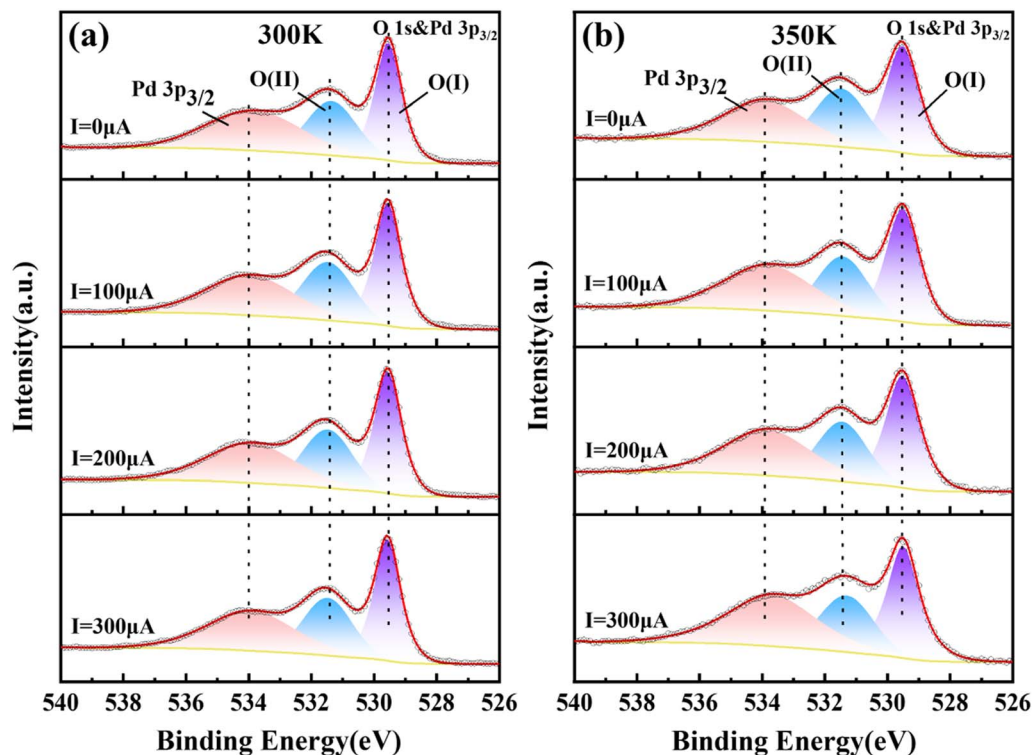 (a)
300K
O 1s&Pd 3p3/2
Pd 3p3/2
O(II)
O(I)
I=0μA
I=100μA
I=200μA
I=300μA
540 538 536 534 532 530 528 526
Binding Energy(eV)
Intensity(a.u.)
(b)
350K
O 1s&Pd 3p3/2
Pd 3p3/2
O(II)
O(I)
I=0μA
I=100μA
I=200μA
I=300μA
540 538 536 534 532 530 528 526
Binding Energy(eV)
Intensity(a.u.)